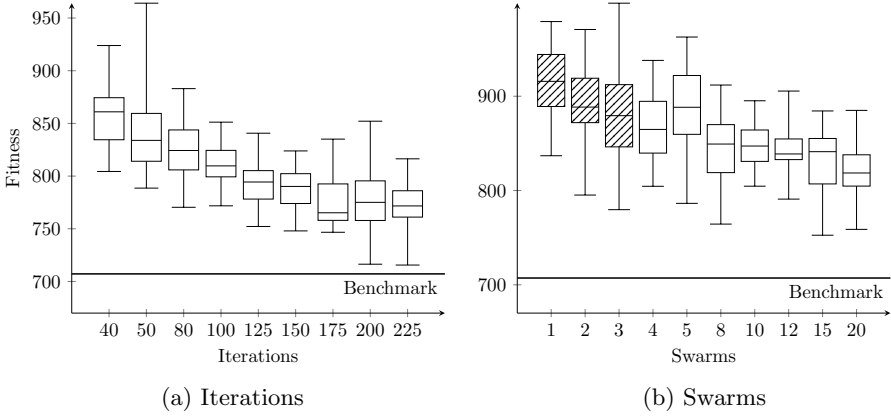 950
900
850
800
750
700
Fitness
Benchmark
40 50 80 100 125 150 175 200 225
Iterations
(a) Iterations
900
800
700
Benchmark
1 2 3 4 5 8 10 12 15 20
Swarms
(b) Swarms